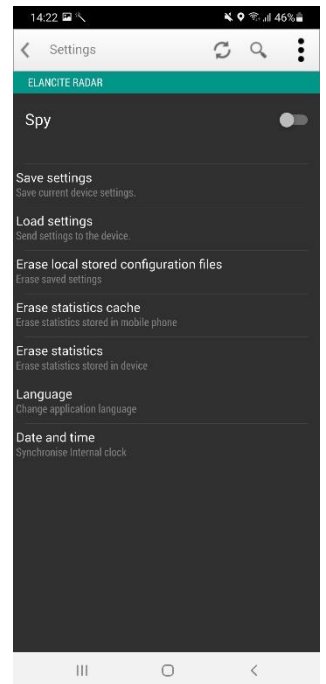 14:22 46%
Settings
ELANCITE RADAR
Spy
Save settings
Save current device settings.
Load settings
Send settings to the device.
Erase local stored configuration files
Erase saved settings
Erase statistics cache
Erase statistics stored in mobile phone
Erase statistics
Erase statistics stored in device
Language
Change application language
Date and time
Synchronise Internal clock